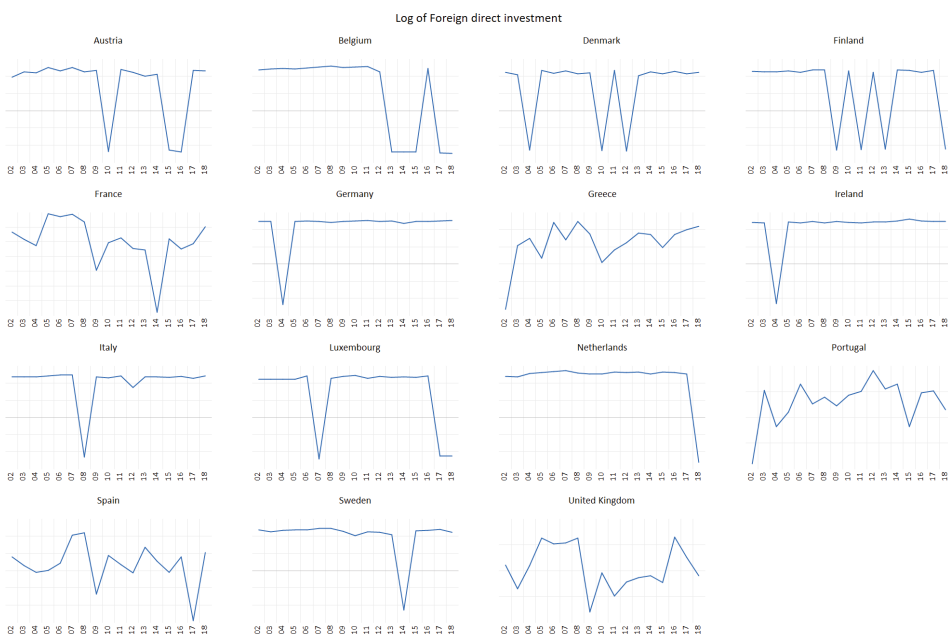 Log of Foreign direct investment
Austria
Belgium
Denmark
Finland
02 03 04 05 06 07 08 09 10 11 12 13 14 15 16 17 18
02 03 04 05 06 07 08 09 10 11 12 13 14 15 16 17 18
02 03 04 05 06 07 08 09 10 11 12 13 14 15 16 17 18
02 03 04 05 06 07 08 09 10 11 12 13 14 15 16 17 18
France
Germany
Greece
Ireland
02 03 04 05 06 07 08 09 10 11 12 13 14 15 16 17 18
02 03 04 05 06 07 08 09 10 11 12 13 14 15 16 17 18
02 03 04 05 06 07 08 09 10 11 12 13 14 15 16 17 18
02 03 04 05 06 07 08 09 10 11 12 13 14 15 16 17 18
Italy
Luxembourg
Netherlands
Portugal
02 03 04 05 06 07 08 09 10 11 12 13 14 15 16 17 18
02 03 04 05 06 07 08 09 10 11 12 13 14 15 16 17 18
02 03 04 05 06 07 08 09 10 11 12 13 14 15 16 17 18
02 03 04 05 06 07 08 09 10 11 12 13 14 15 16 17 18
Spain
Sweden
United Kingdom
02 03 04 05 06 07 08 09 10 11 12 13 14 15 16 17 18
02 03 04 05 06 07 08 09 10 11 12 13 14 15 16 17 18
02 03 04 05 06 07 08 09 10 11 12 13 14 15 16 17 18